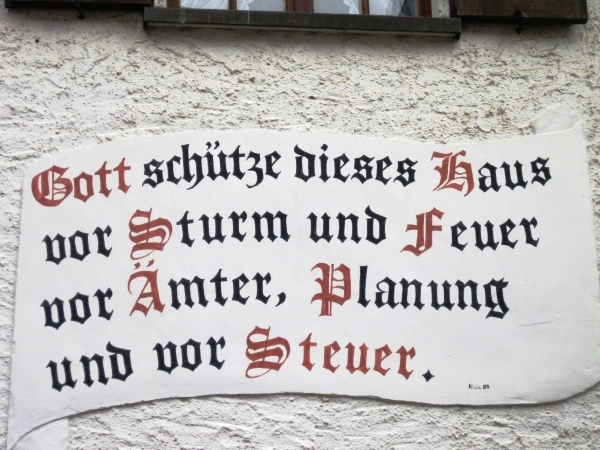 Gott schütze dieses Haus
vor Sturm und Feuer
vor Ämter, Planung
und vor Steuer.